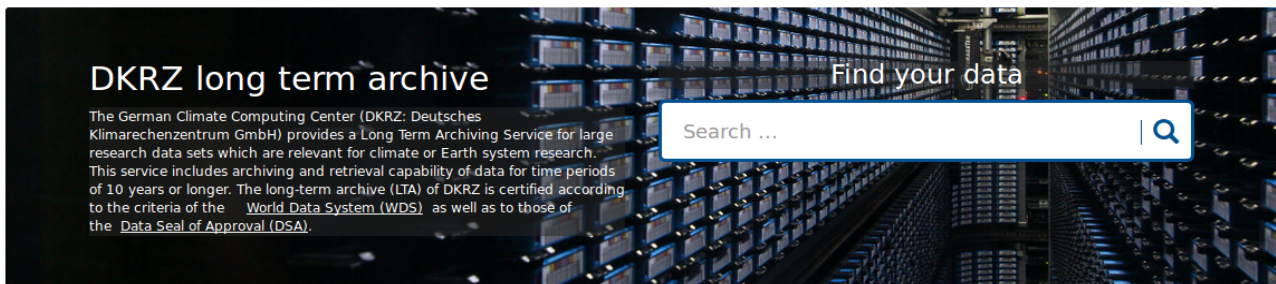 DKRZ long term archive
The German Climate Computing Center (DKRZ: Deutsches
Klimarechenzentrum GmbH) provides a Long Term Archiving Service for large
research data sets which are relevant for climate or Earth system research.
This service includes archiving and retrieval capability of data for time periods
of 10 years or longer. The long-term archive (LTA) of DKRZ is certified according
to the criteria of the World Data System (WDS) as well as to those of
the Data Seal of Approval (DSA).
Find your data
Search ...